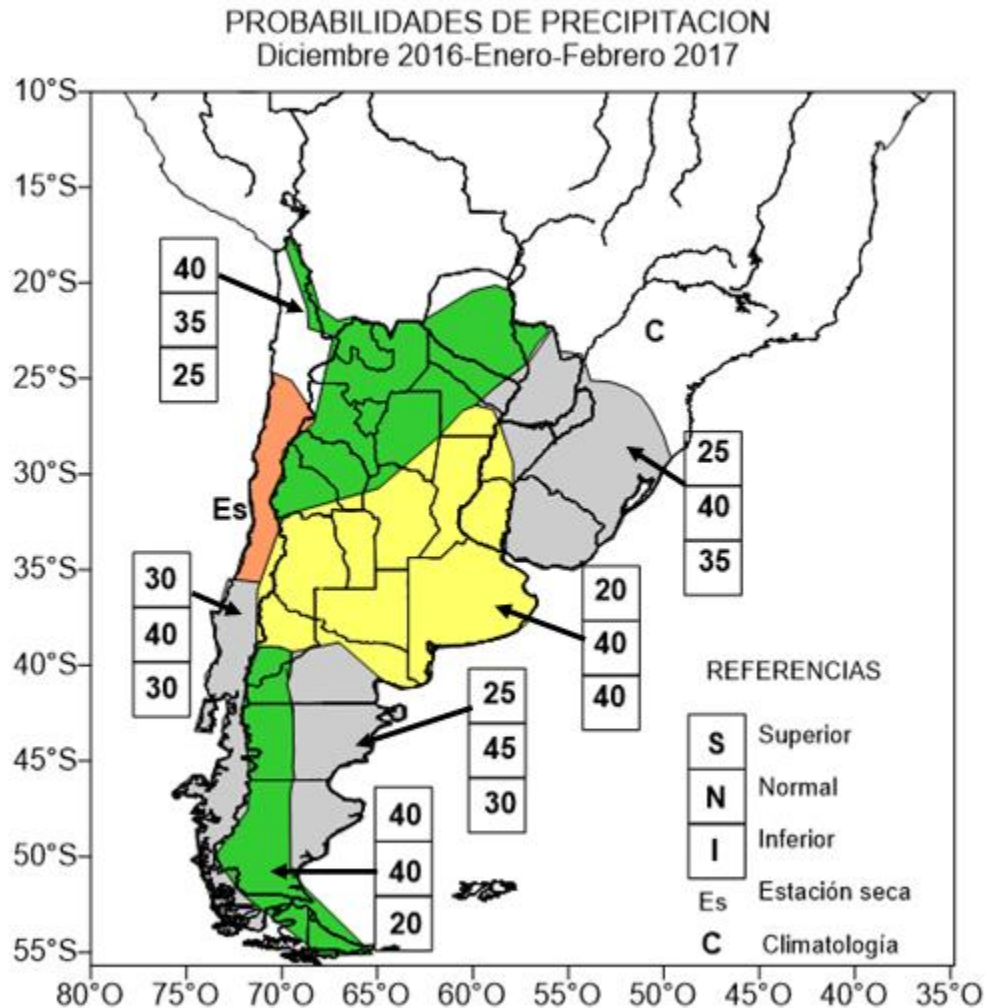 PROBABILIDADES DE PRECIPITACION
Diciembre 2016-Enero-Febrero 2017
10°S
15°S
20°S
25°S
30°S
35°S
40°S
45°S
50°S
55°S
40
35
25
C
25
40
35
Es
30
40
30
20
40
40
25
45
30
40
40
20
REFERENCIAS
S Superior
N Normal
I Inferior
Es Estación seca
C Climatología
80°O 75°O 70°O 65°O 60°O 55°O 50°O 45°O 40°O 35°O